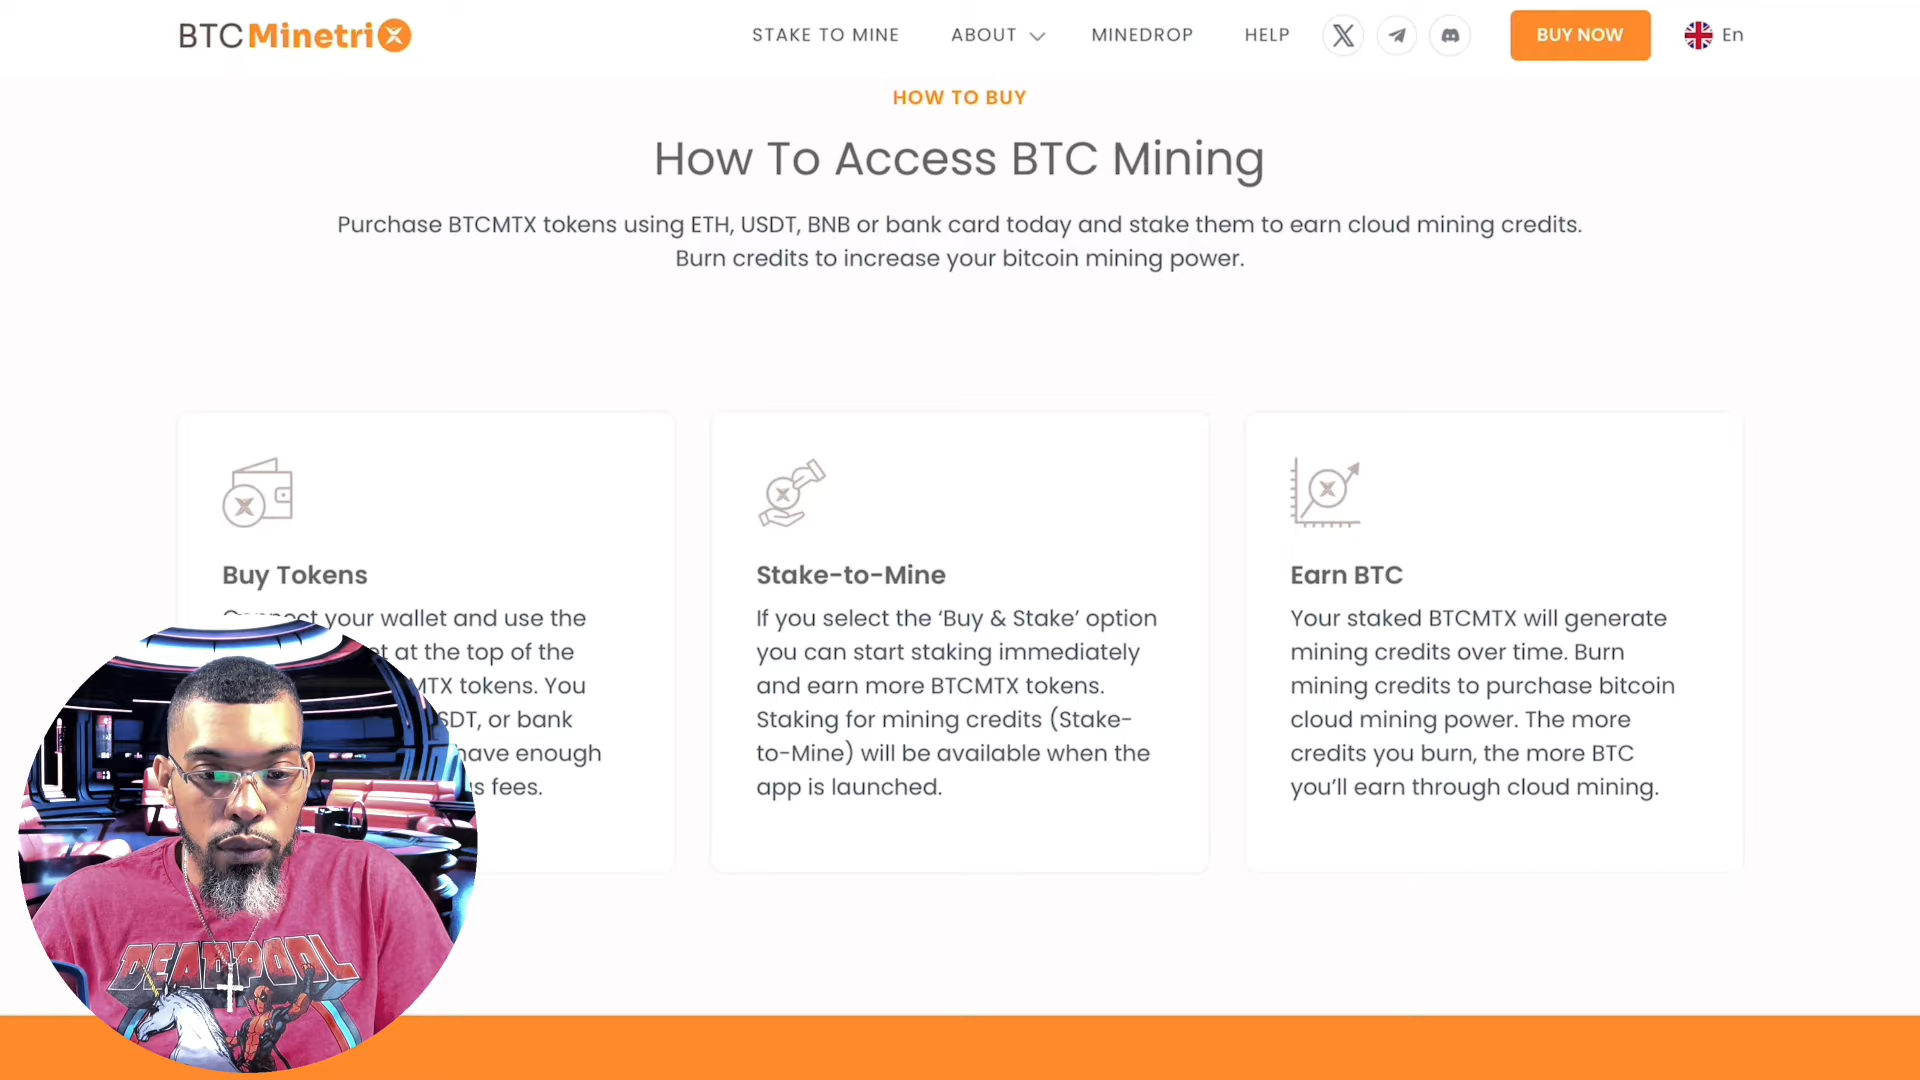 BTCMinetriX
STAKE TO MINE
ABOUT
MINEDROP
HELP
BUY NOW
En
HOW TO BUY
How To Access BTC Mining
Purchase BTCMTX tokens using ETH, USDT, BNB or bank card today and stake them to earn cloud mining credits.
Burn credits to increase your bitcoin mining power.
Buy Tokens
your wallet and use the
at the top of the
tokens. You
or bank
have enough
fees.
Stake-to-Mine
If you select the ‘Buy & Stake’ option
you can start staking immediately
and earn more BTCMTX tokens.
Staking for mining credits (Stake-
to-Mine) will be available when the
app is launched.
Earn BTC
Your staked BTCMTX will generate
mining credits over time. Burn
mining credits to purchase bitcoin
cloud mining power. The more
credits you burn, the more BTC
you’ll earn through cloud mining.
DEADPOOL